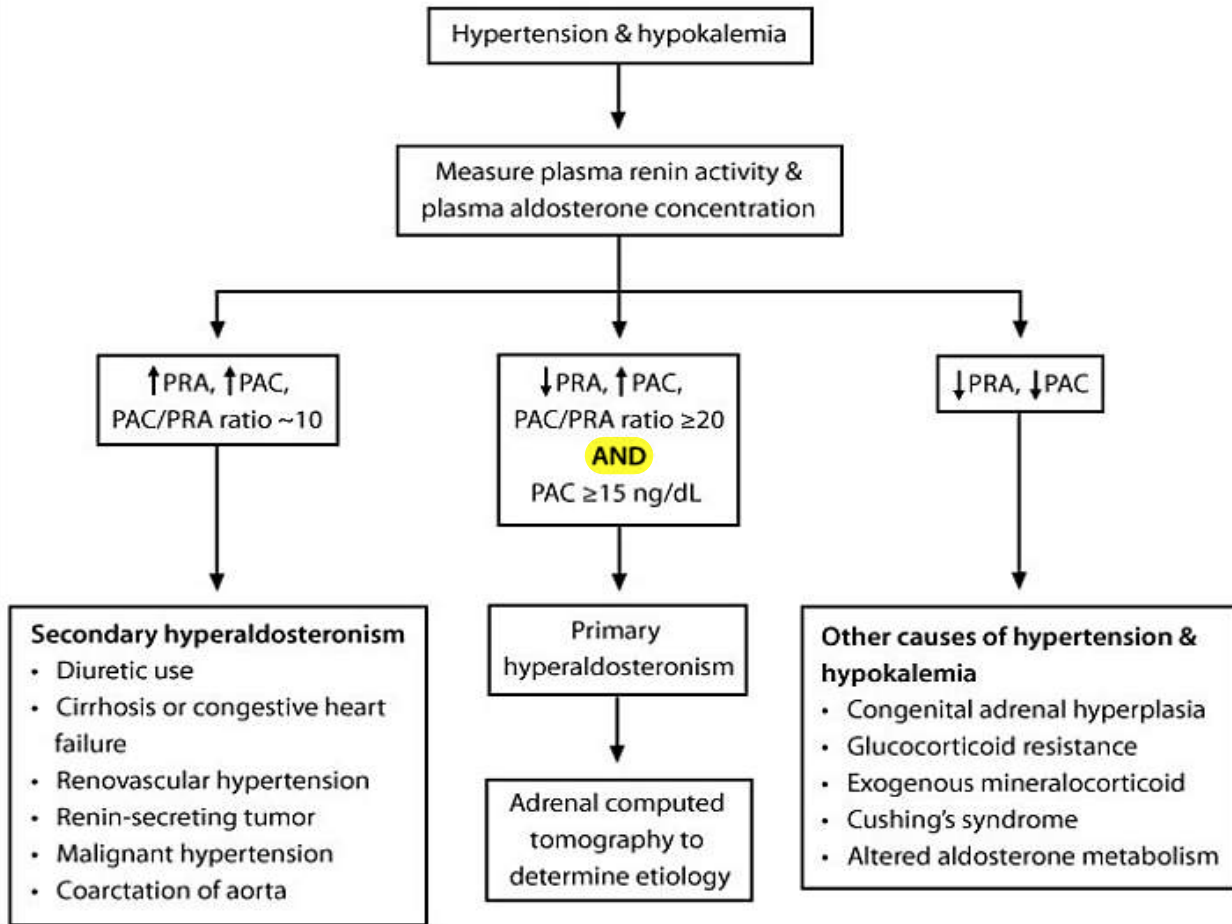 Hypertension & hypokalemia
Measure plasma renin activity &
plasma aldosterone concentration
↑PRA, ↑PAC,
PAC/PRA ratio ~10
↓PRA, ↑PAC,
PAC/PRA ratio ≥20
AND
PAC ≥15 ng/dL
↓PRA, ↓PAC
Secondary hyperaldosteronism
• Diuretic use
• Cirrhosis or congestive heart
failure
• Renovascular hypertension
• Renin-secreting tumor
• Malignant hypertension
• Coarctation of aorta
Primary
hyperaldosteronism
Adrenal computed
tomography to
determine etiology
Other causes of hypertension &
hypokalemia
• Congenital adrenal hyperplasia
• Glucocorticoid resistance
• Exogenous mineralocorticoid
• Cushing's syndrome
• Altered aldosterone metabolism